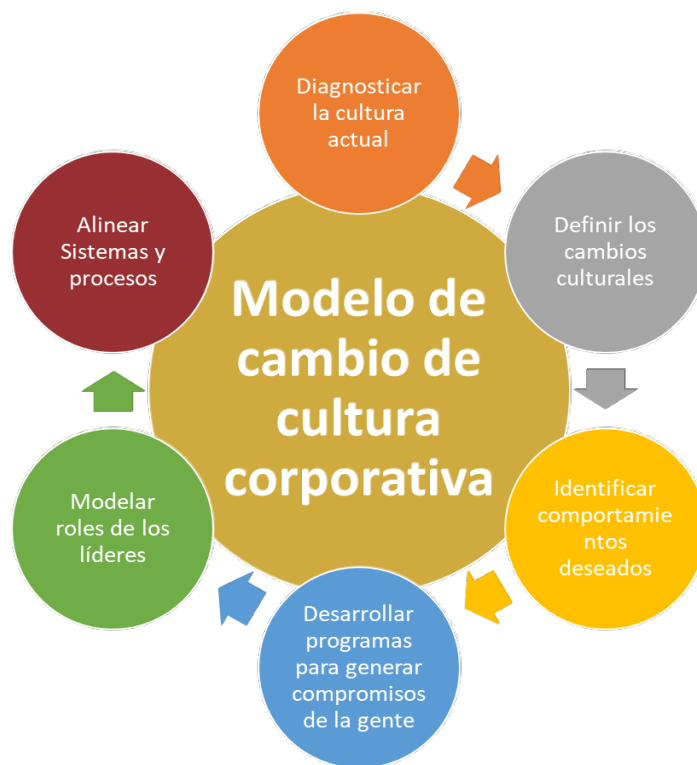 Diagnosticar
la cultura
actual
Definir los
cambios
culturales
Identificar
comportamie
ntos
deseados
Desarrollar
programas
para generar
compromisos
de la gente
Modelar
roles de los
líderes
Alinear
Sistemas y
procesos
Modelo de
cambio de
cultura
corporativa